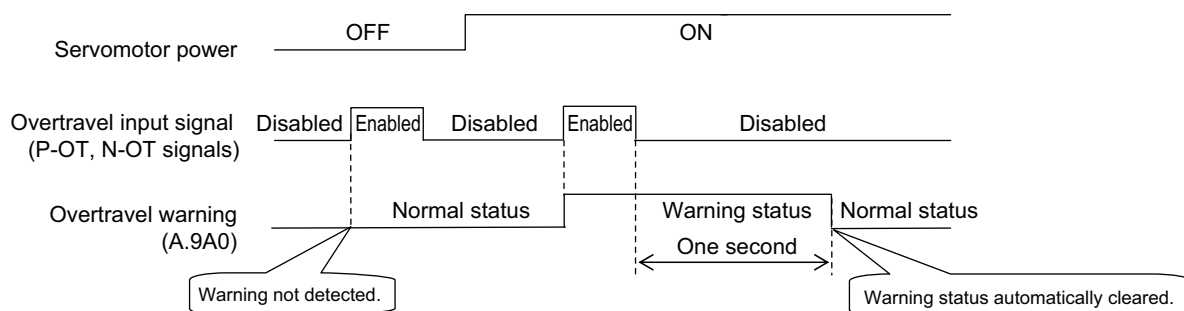 OFF
ON
Servomotor power
Overtravel input signal
(P-OT, N-OT signals)
Disabled
Enabled
Disabled
Enabled
Disabled
Overtravel warning
(A.9A0)
Normal status
Warning status
Normal status
One second
Warning not detected.
Warning status automatically cleared.